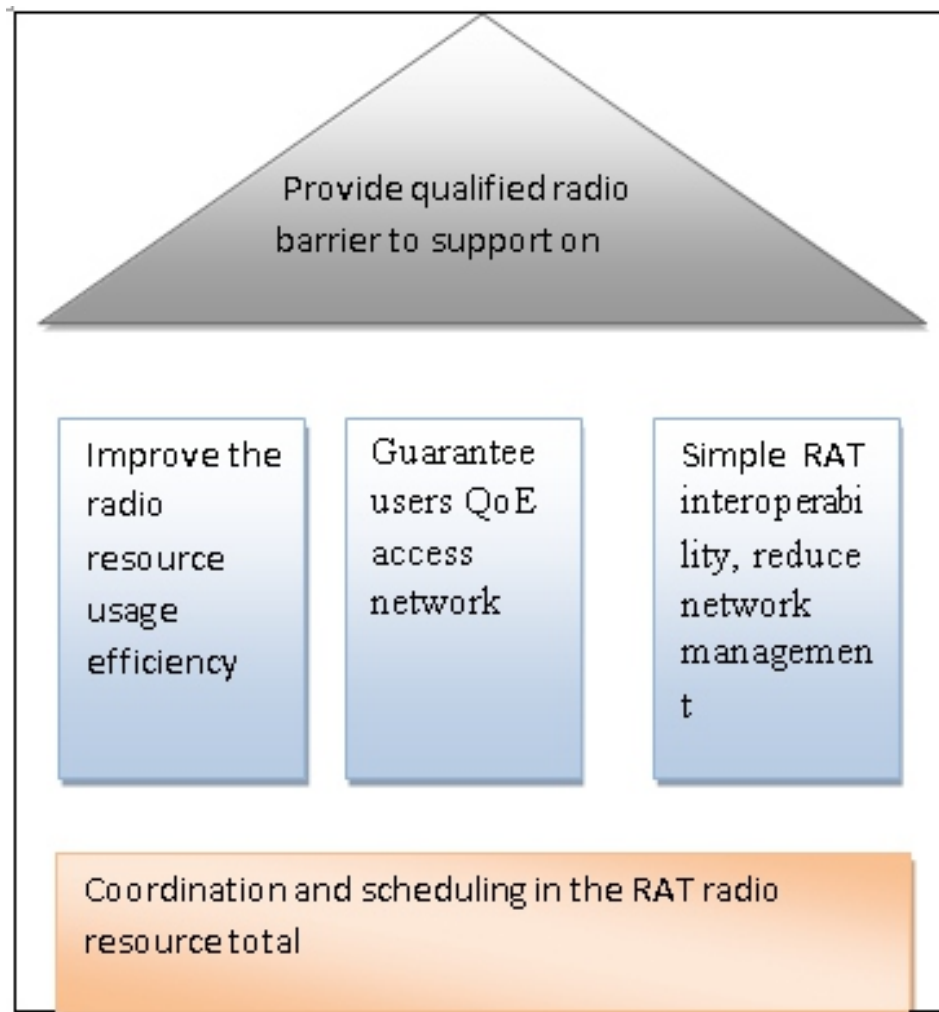 Provide qualified radio
barrier to support on
Improve the
radio
resource
usage
efficiency
Guarantee
users QoE
access
network
Simple RAT
interoperabi
lity, reduce
network
managemen
t
Coordination and scheduling in the RAT radio
resource total